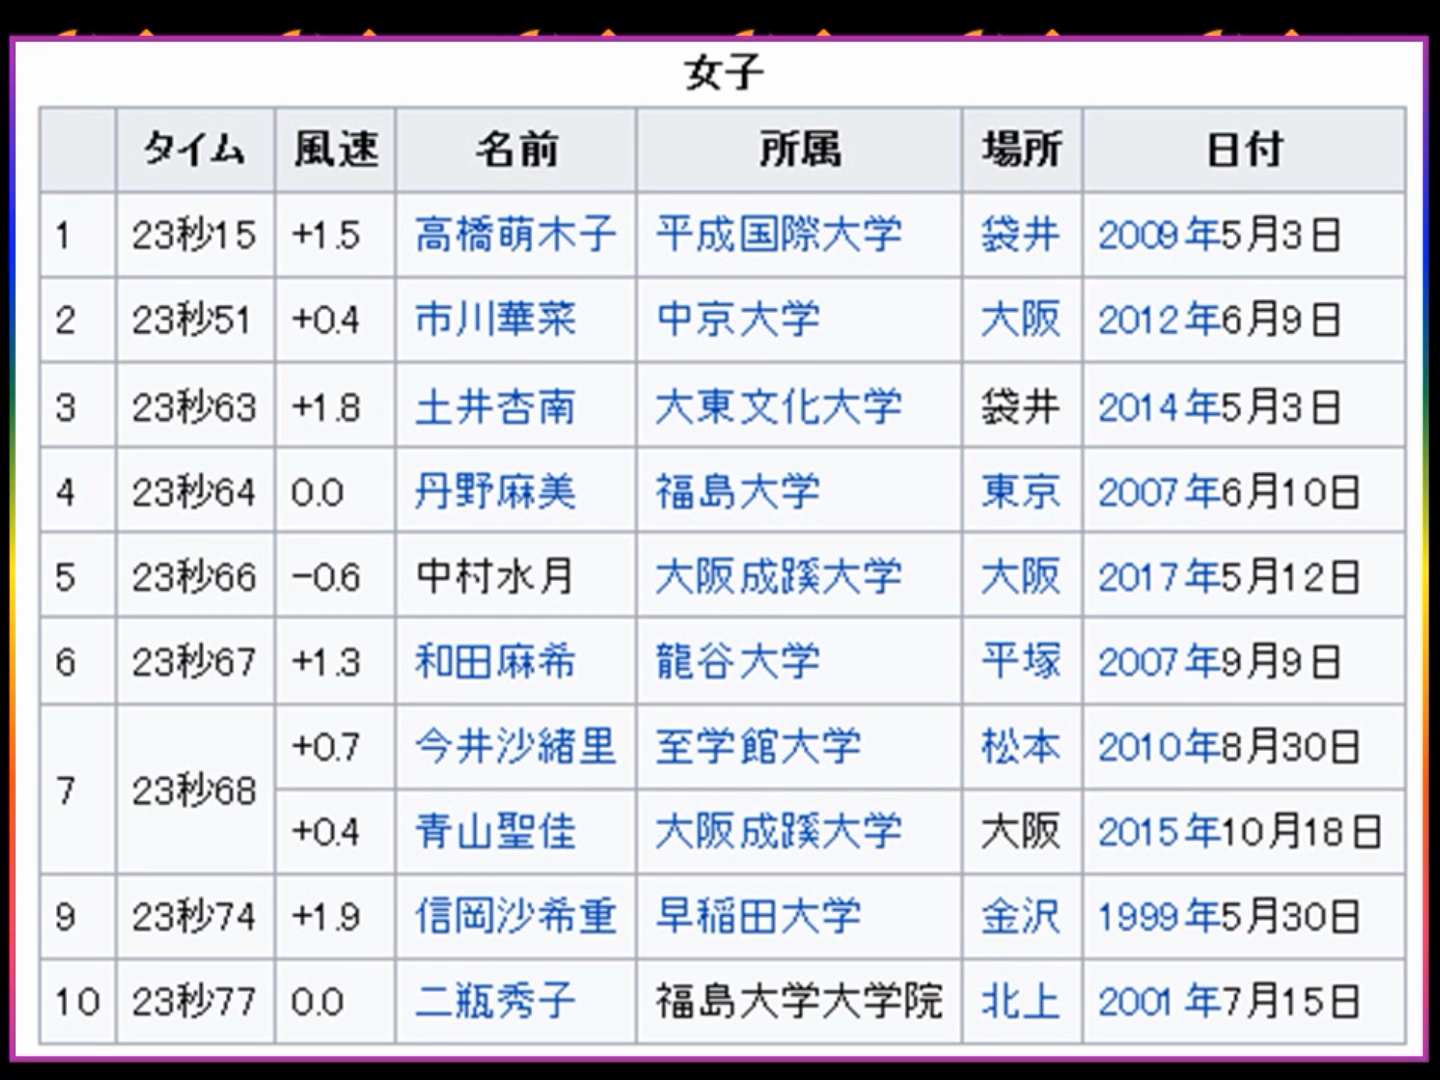 女子
タイム 風速 名前 所属 場所 日付
1 23秒15 +1.5 高橋萌木子 平成国際大学 袋井 2009年5月3日
2 23秒51 +0.4 市川華菜 中京大学 大阪 2012年6月9日
3 23秒63 +1.8 土井杏南 大東文化大学 袋井 2014年5月3日
4 23秒64 0.0 丹野麻美 福島大学 東京 2007年6月10日
5 23秒66 −0.6 中村水月 大阪成蹊大学 大阪 2017年5月12日
6 23秒67 +1.3 和田麻希 龍谷大学 平塚 2007年9月9日
7 23秒68 +0.7 今井沙緒里 至学館大学 松本 2010年8月30日
+0.4 青山聖佳 大阪成蹊大学 大阪 2015年10月18日
9 23秒74 +1.9 信岡沙希重 早稲田大学 金沢 1999年5月30日
10 23秒77 0.0 二瓶秀子 福島大学大学院 北上 2001年7月15日